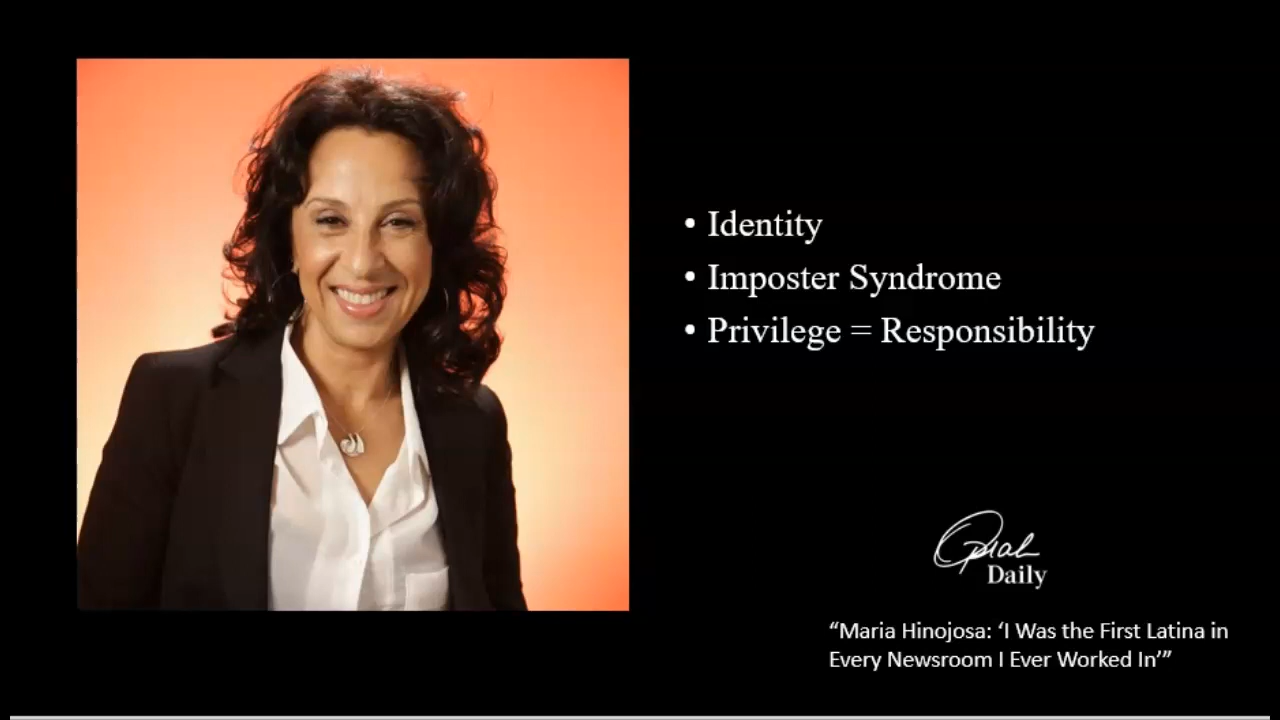 • Identity
• Imposter Syndrome
• Privilege = Responsibility
Oprah
Daily
“Maria Hinojosa: ‘I Was the First Latina in
Every Newsroom I Ever Worked In’”